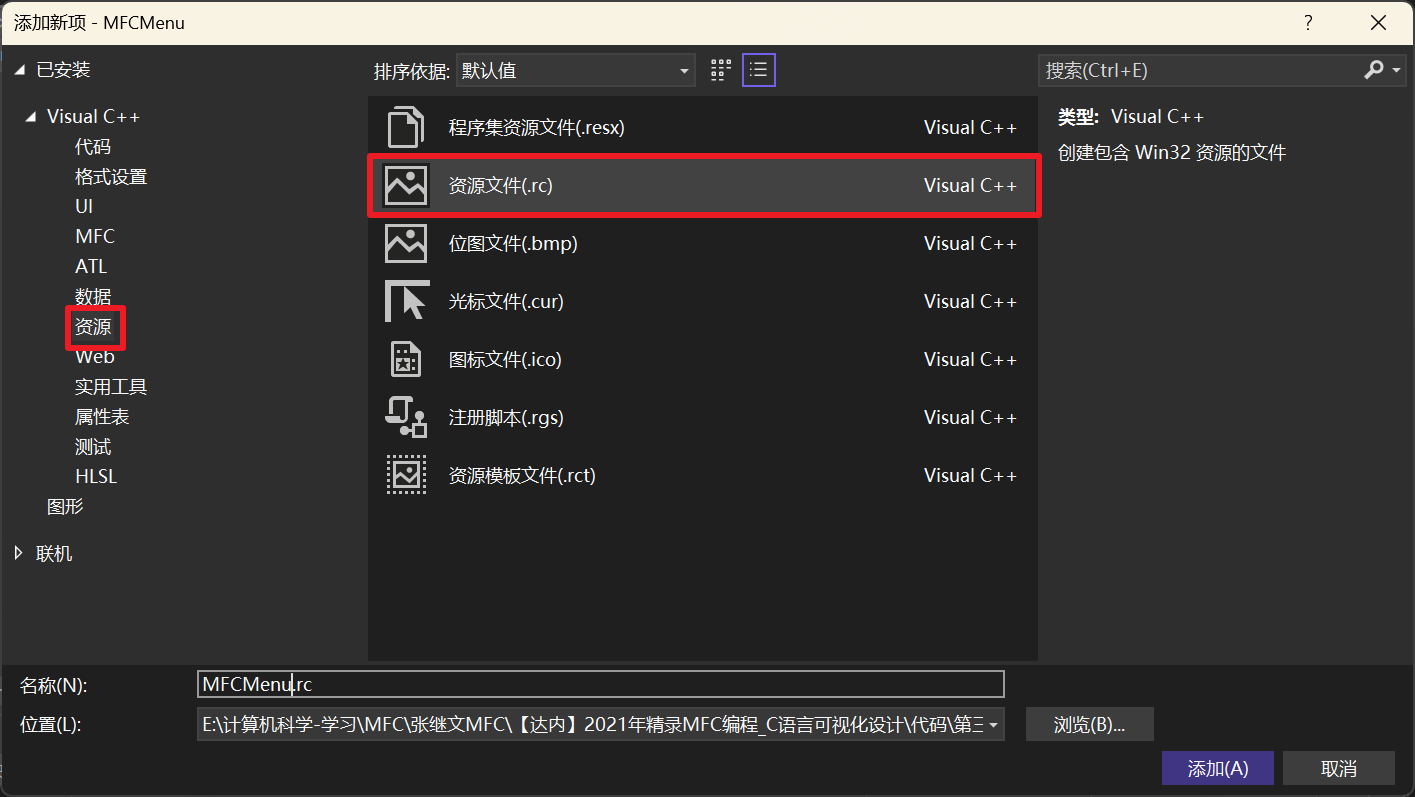 添加新项 - MFCMenu
?
已安装
Visual C++
代码
格式设置
UI
MFC
ATL
数据
资源
Web
实用工具
属性表
测试
HLSL
图形
联机
排序依据: 默认值
程序集资源文件(.resx) Visual C++
资源文件(.rc) Visual C++
位图文件(.bmp) Visual C++
光标文件(.cur) Visual C++
图标文件(.ico) Visual C++
注册脚本(.rgs) Visual C++
资源模板文件(.rct) Visual C++
搜索(Ctrl+E)
类型: Visual C++
创建包含 Win32 资源的文件
名称(N): MFCMenu.rc
位置(L): E:\计算机科学-学习\MFC\张继文MFC\【达内】2021年精录MFC编程_C语言可视化设计\代码\第三
浏览(B)...
添加(A)
取消